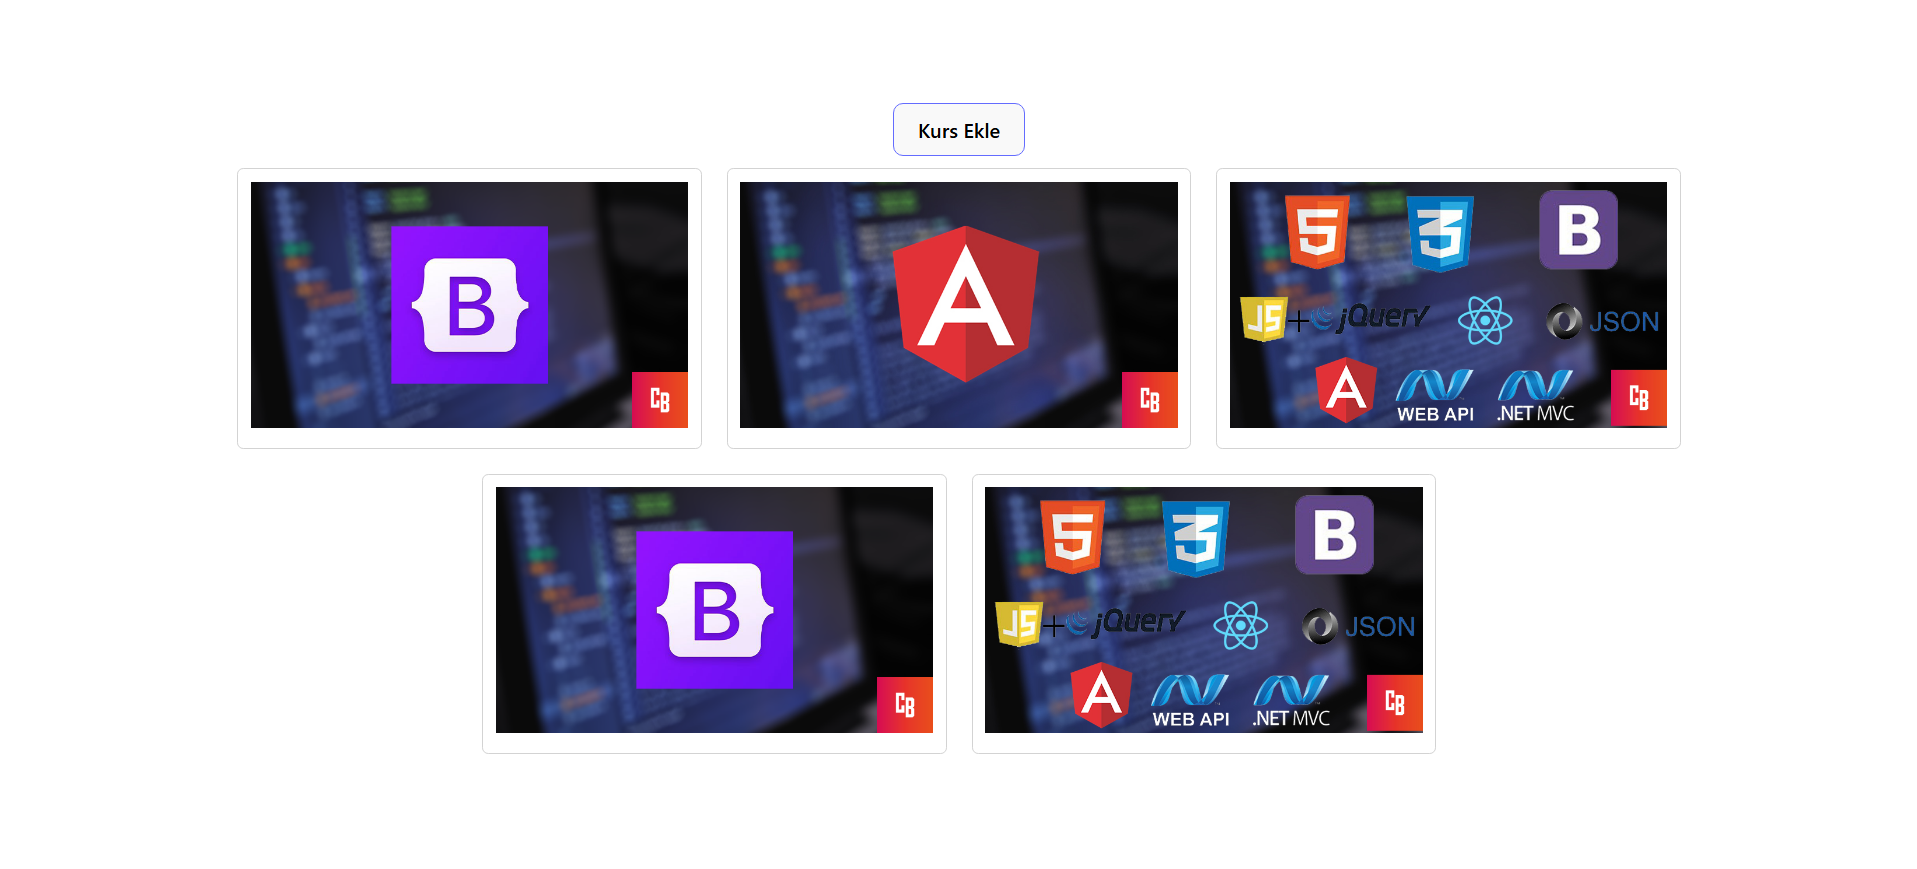 Kurs Ekle
B
CB
A
CB
5
3
B
JS
+
jQuery
JSON
A
WEB API
.NET MVC
CB
B
CB
5
3
B
JS
+
jQuery
JSON
A
WEB API
.NET MVC
CB